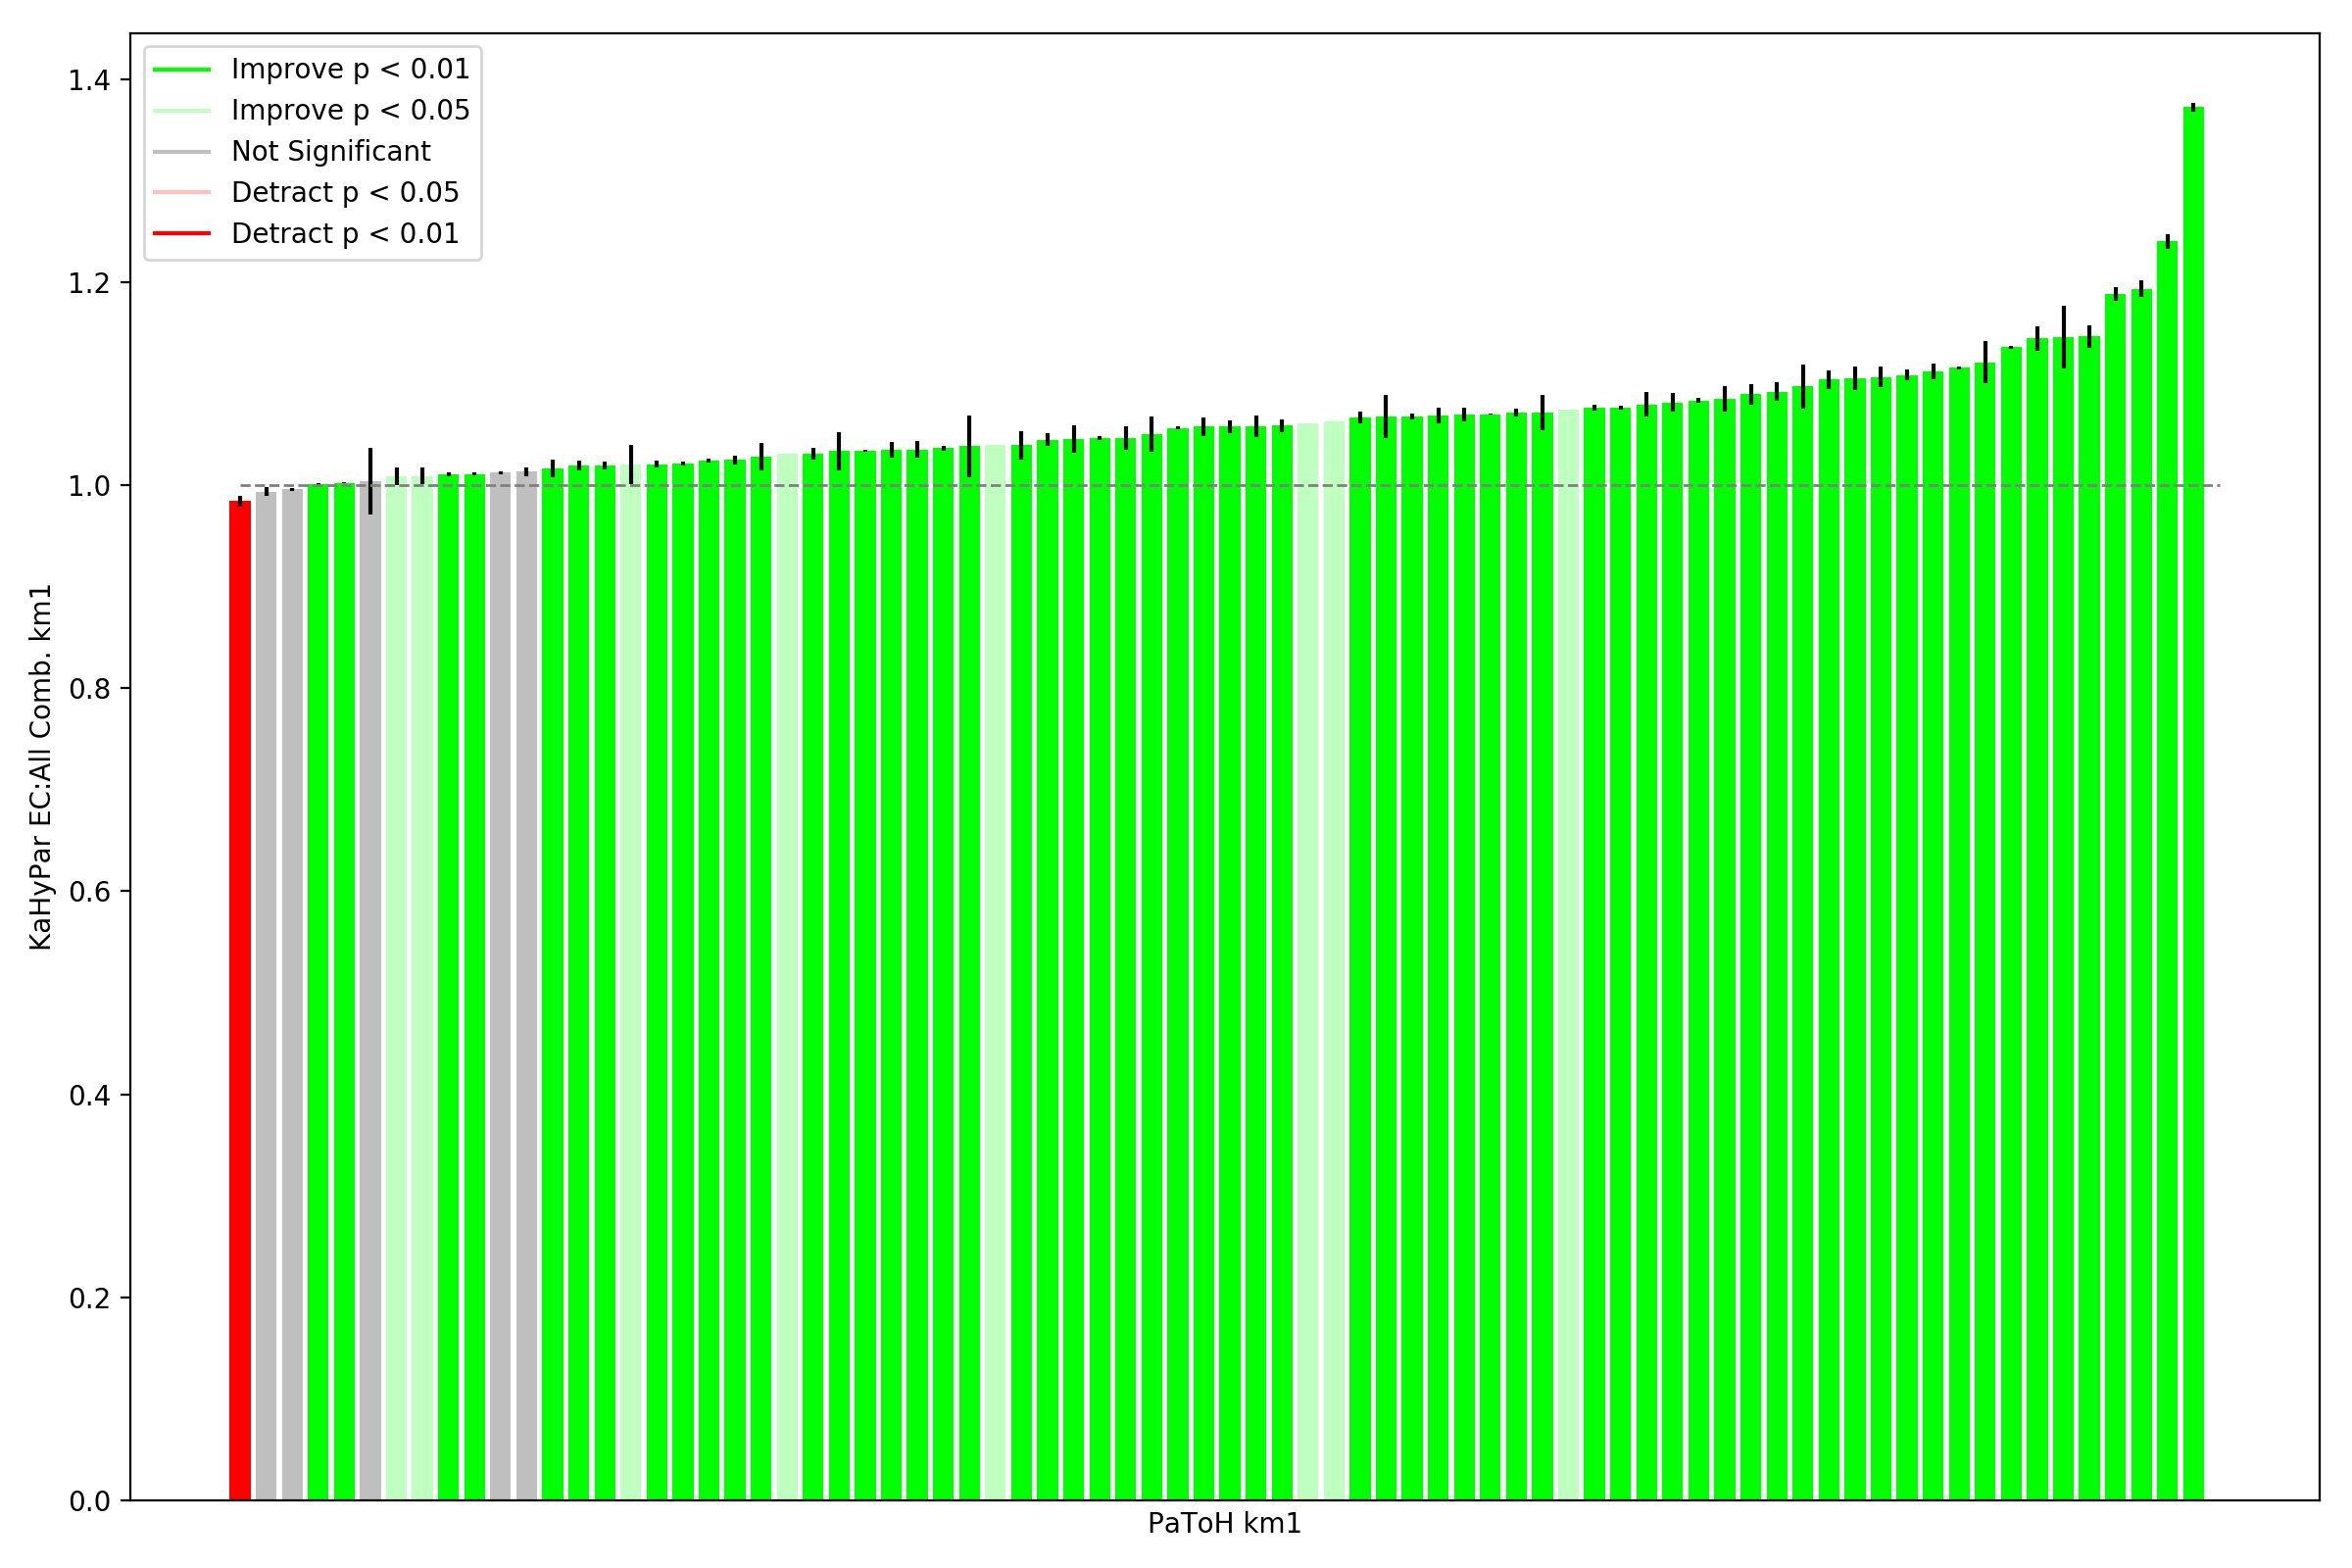 Improve p < 0.01
Improve p < 0.05
Not Significant
Detract p < 0.05
Detract p < 0.01
1.4
1.2
1.0
0.8
0.6
0.4
0.2
0.0
KaHyPar EC:All Comb. km1
PaToH km1